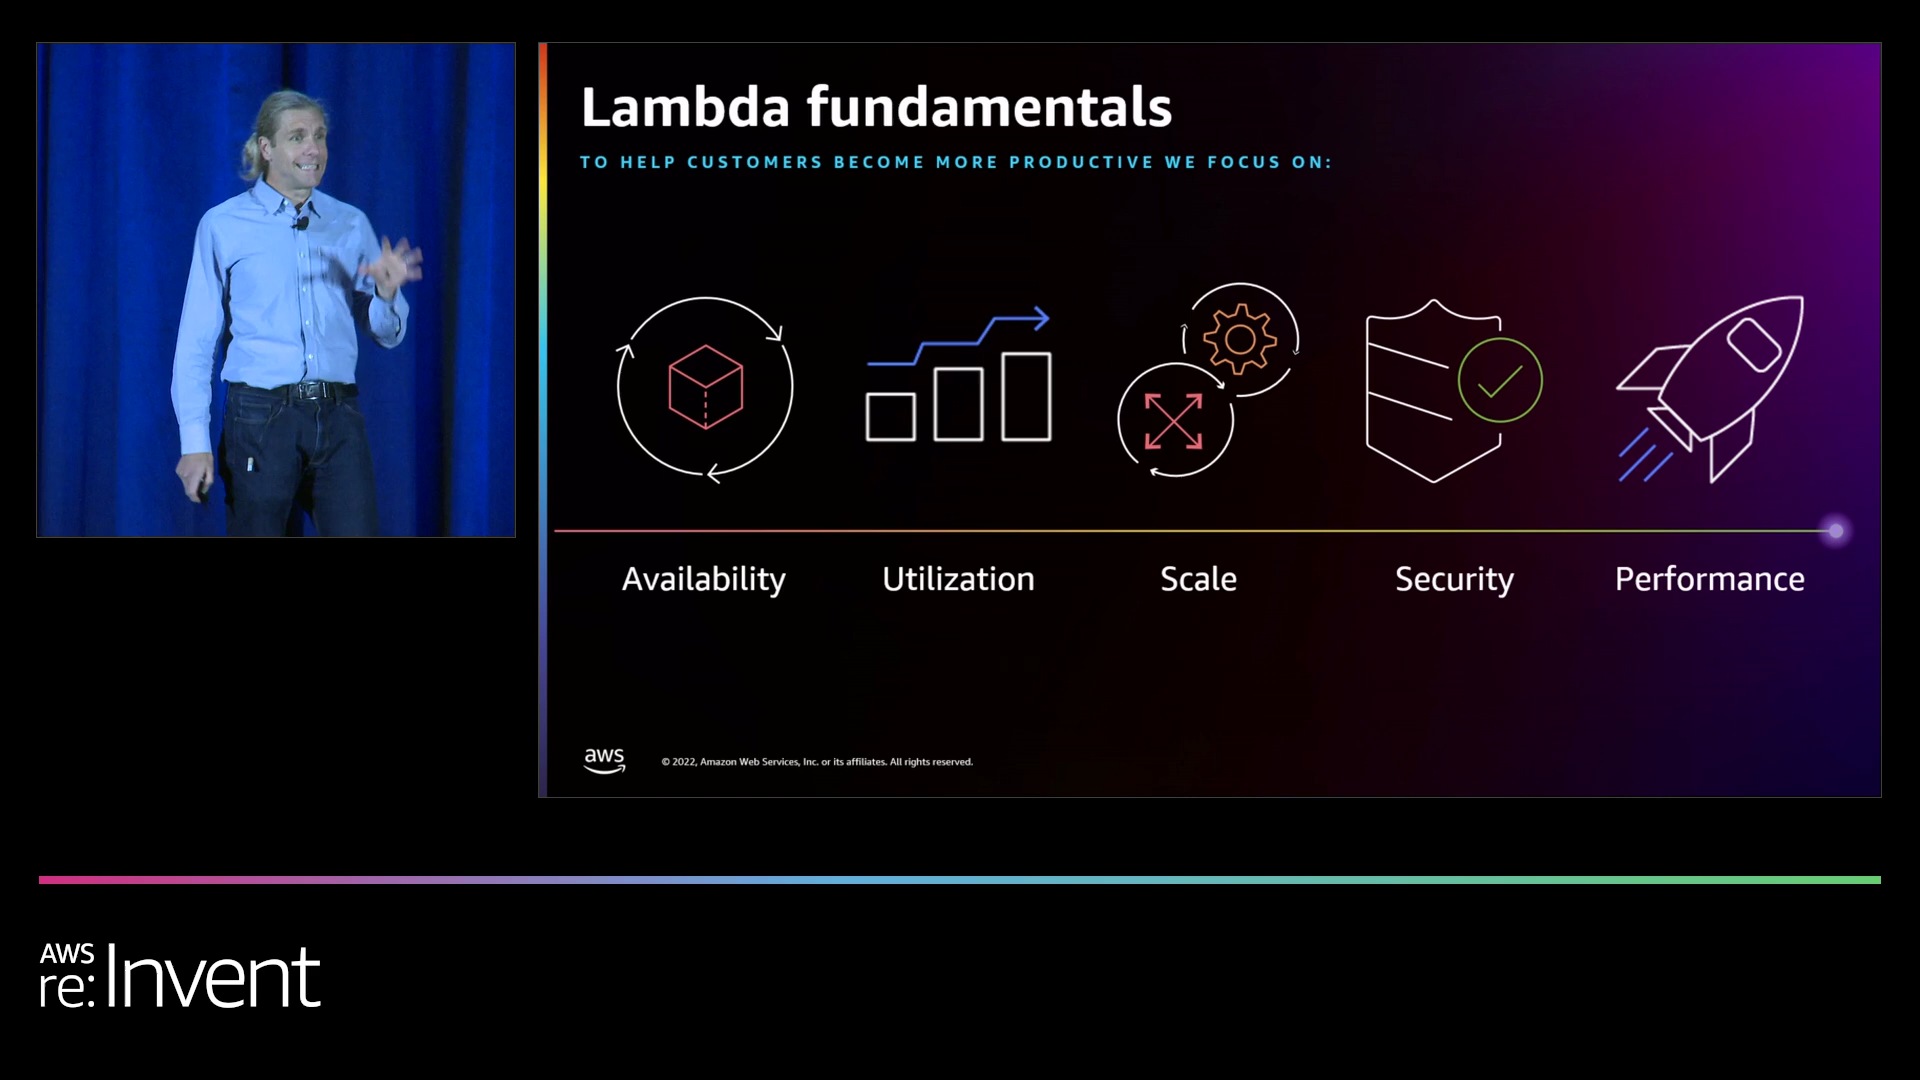 Lambda fundamentals
TO HELP CUSTOMERS BECOME MORE PRODUCTIVE WE FOCUS ON:
Availability
Utilization
Scale
Security
Performance
aws
© 2022, Amazon Web Services, Inc. or its affiliates. All rights reserved.
AWS
re:Invent